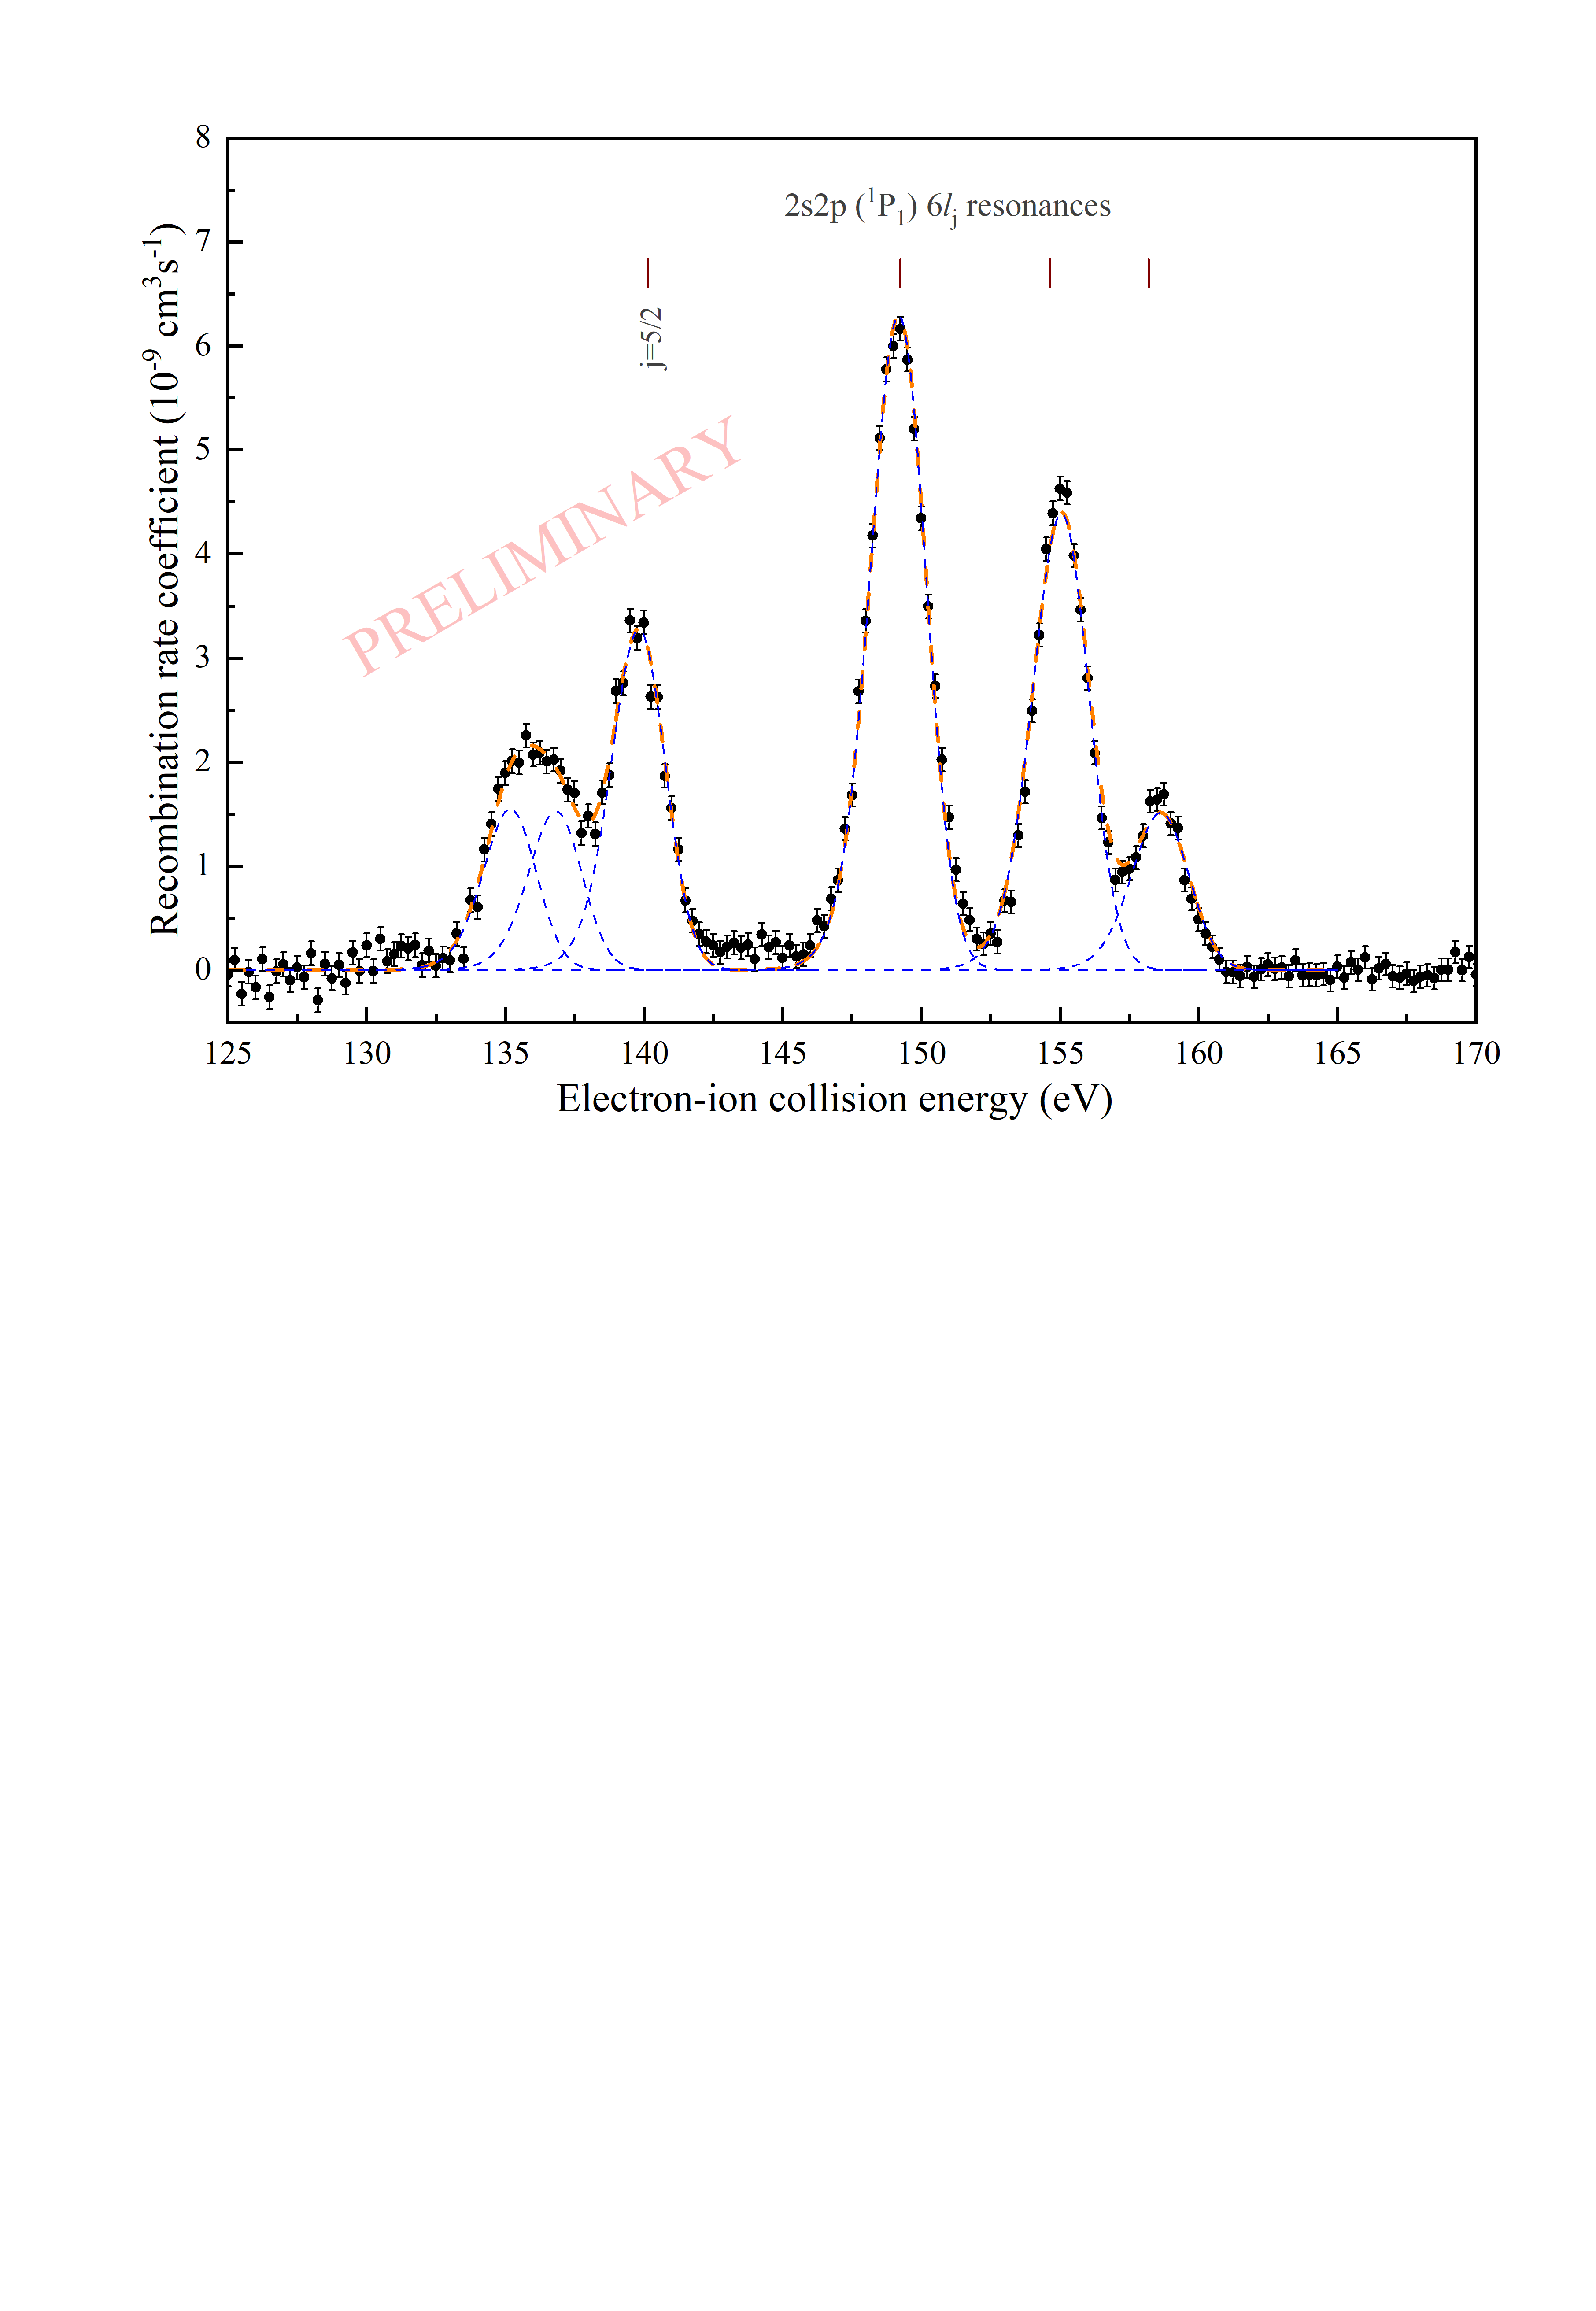 8
2s2p (¹P₁) 6lⱼ resonances
7
j=5/2
6
5
4
3
2
1
0
Recombination rate coefficient (10⁻⁹ cm³s⁻¹)
PRELIMINARY
125 130 135 140 145 150 155 160 165 170
Electron-ion collision energy (eV)